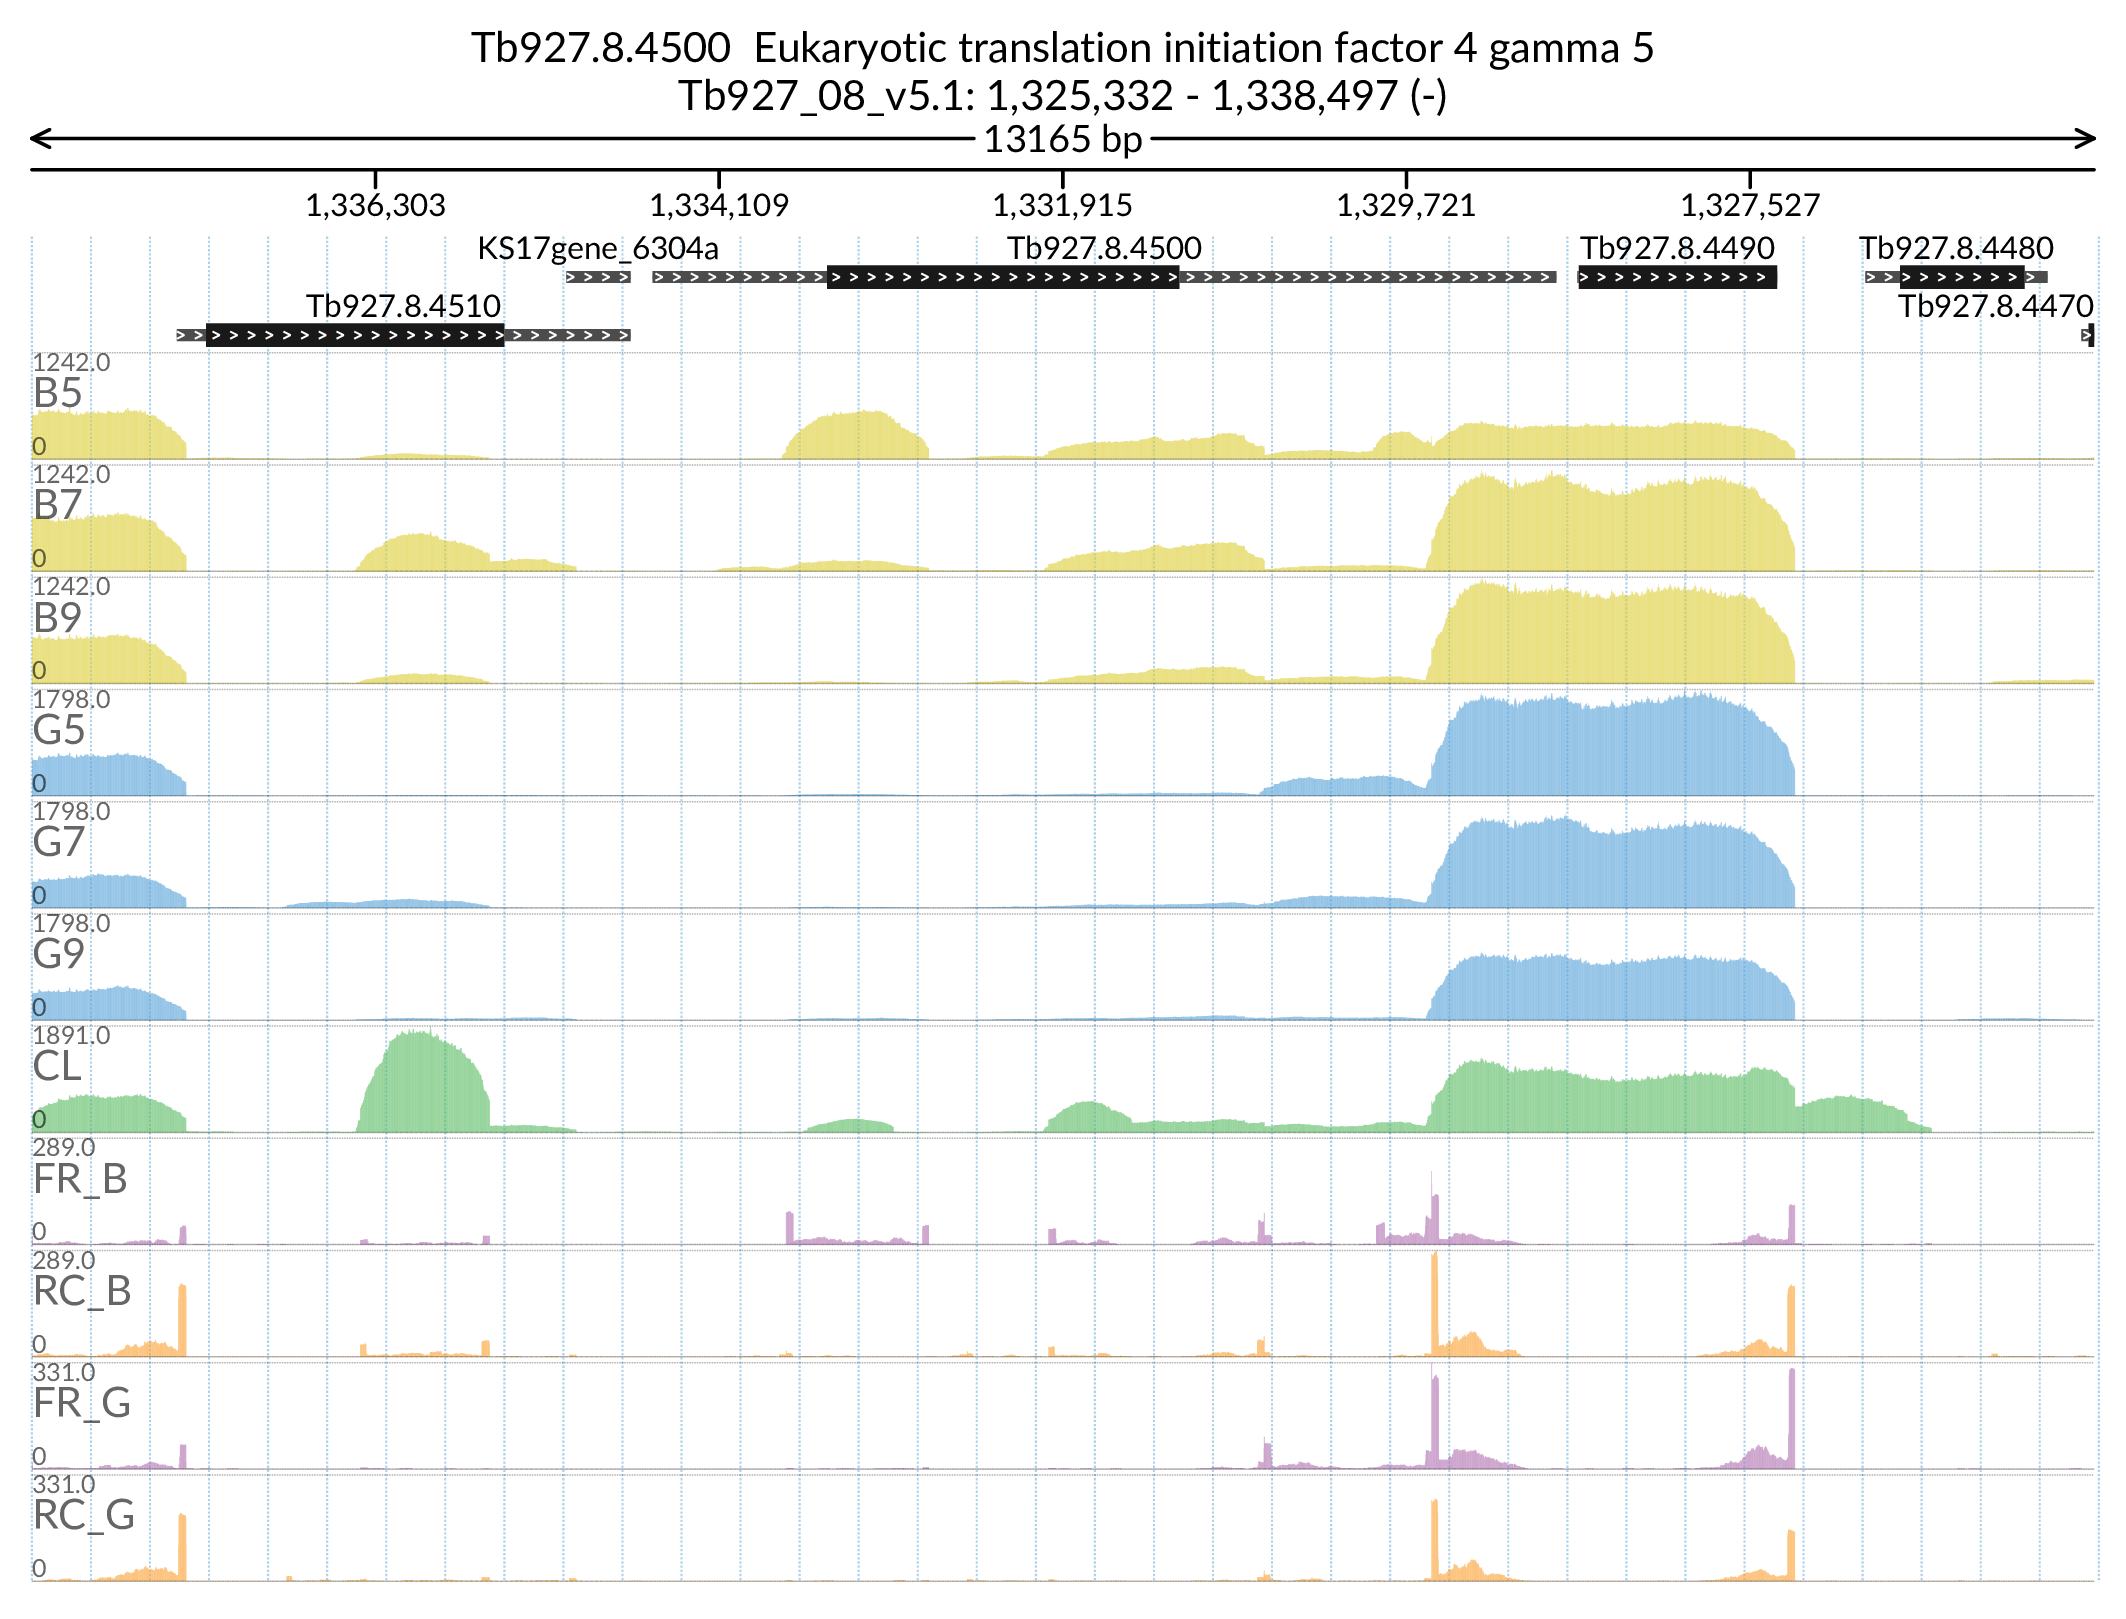 Tb927.8.4500  Eukaryotic translation initiation factor 4 gamma 5
Tb927_08_v5.1: 1,325,332 - 1,338,497 (-)
13165 bp
1,336,303 1,334,109 1,331,915 1,329,721 1,327,527
KS17gene_6304a Tb927.8.4500 Tb927.8.4490 Tb927.8.4480
Tb927.8.4510 Tb927.8.4470
1242.0
B5
0
1242.0
B7
0
1242.0
B9
0
1798.0
G5
0
1798.0
G7
0
1798.0
G9
0
1891.0
CL
0
289.0
FR_B
0
289.0
RC_B
0
331.0
FR_G
0
331.0
RC_G
0